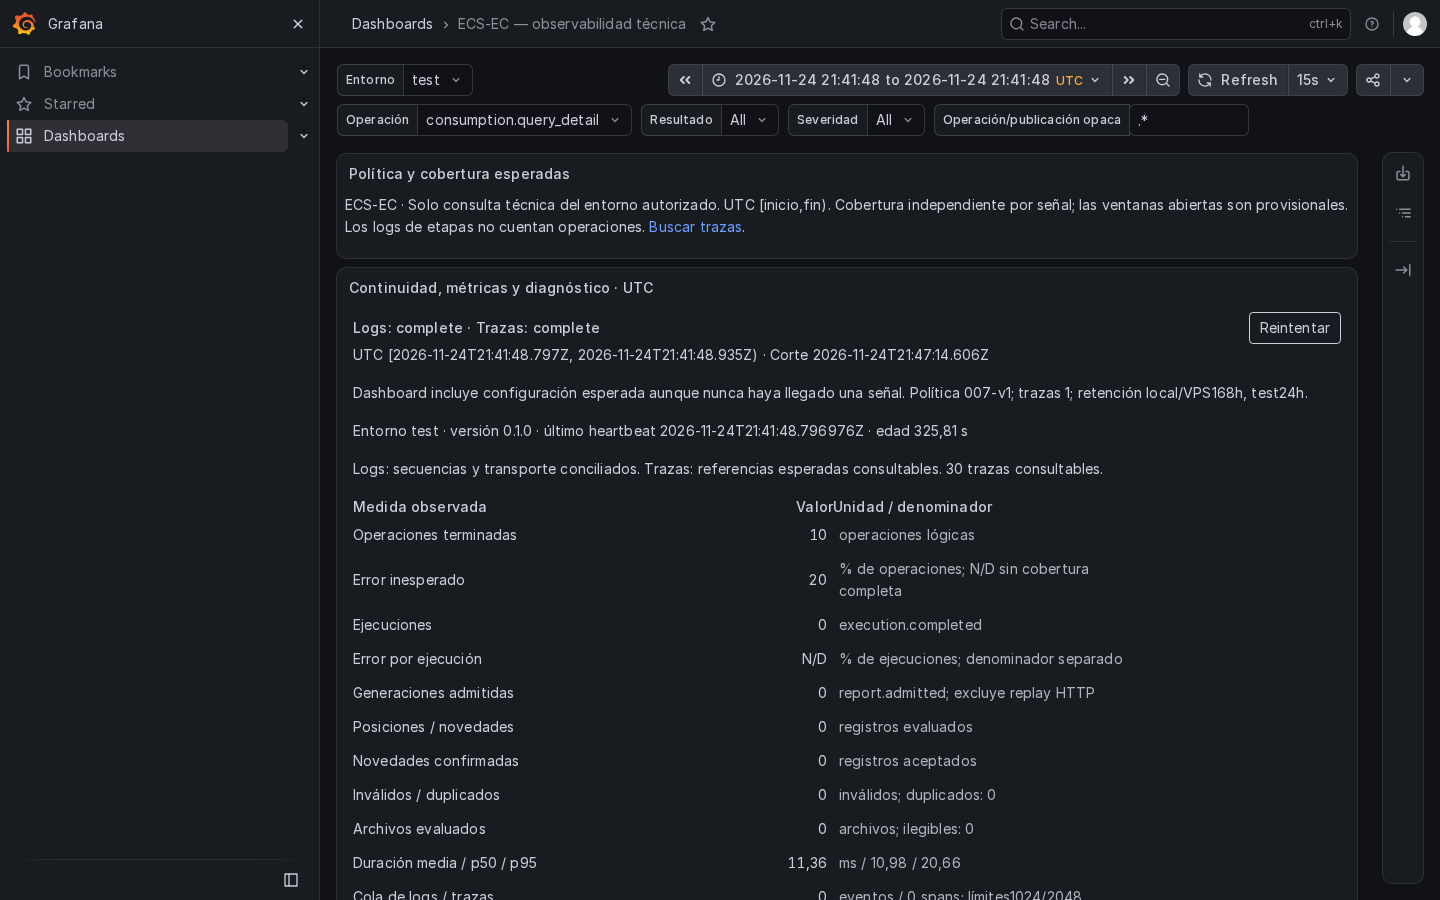 Grafana
Dashboards
ECS-EC — observabilidad técnica
Search...
ctrl+k
Bookmarks
Starred
Dashboards
Entorno
test
2026-11-24 21:41:48 to 2026-11-24 21:41:48 UTC
Refresh
15s
Operación
consumption.query_detail
Resultado
All
Severidad
All
Operación/publicación opaca
.*
Política y cobertura esperadas
ECS-EC · Solo consulta técnica del entorno autorizado. UTC [inicio,fin). Cobertura independiente por señal; las ventanas abiertas son provisionales.
Los logs de etapas no cuentan operaciones. Buscar trazas.
Continuidad, métricas y diagnóstico · UTC
Logs: complete · Trazas: complete
Reintentar
UTC [2026-11-24T21:41:48.797Z, 2026-11-24T21:41:48.935Z) · Corte 2026-11-24T21:47:14.606Z
Dashboard incluye configuración esperada aunque nunca haya llegado una señal. Política 007-v1; trazas 1; retención local/VPS168h, test24h.
Entorno test · versión 0.1.0 · último heartbeat 2026-11-24T21:41:48.796976Z · edad 325,81 s
Logs: secuencias y transporte conciliados. Trazas: referencias esperadas consultables. 30 trazas consultables.
Medida observada ValorUnidad / denominador
Operaciones terminadas 10 operaciones lógicas
Error inesperado 20 % de operaciones; N/D sin cobertura
completa
Ejecuciones 0 execution.completed
Error por ejecución N/D % de ejecuciones; denominador separado
Generaciones admitidas 0 report.admitted; excluye replay HTTP
Posiciones / novedades 0 registros evaluados
Novedades confirmadas 0 registros aceptados
Inválidos / duplicados 0 inválidos; duplicados: 0
Archivos evaluados 0 archivos; ilegibles: 0
Duración media / p50 / p95 11,36 ms / 10,98 / 20,66
Cola de logs / trazas 0 eventos / 0 spans; límites1024/2048